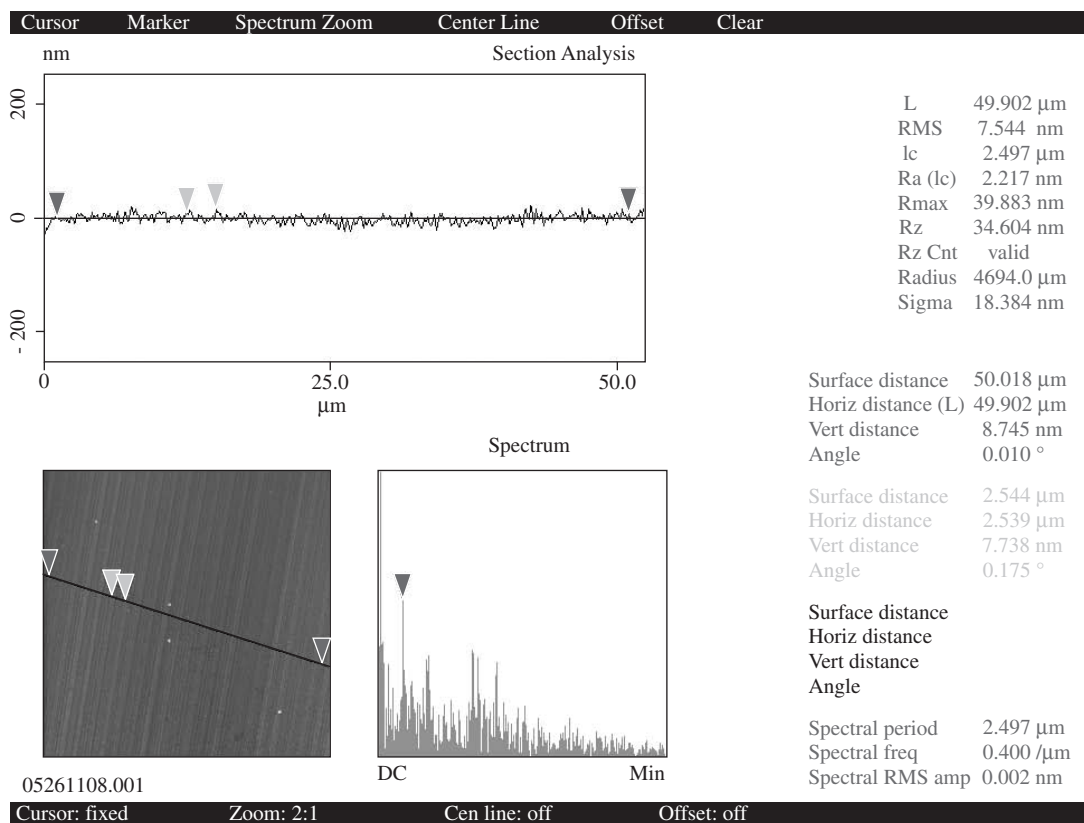 Cursor Marker Spectrum Zoom Center Line Offset Clear
nm Section Analysis
200
0
- 200
0 25.0 50.0
µm
L 49.902 µm
RMS 7.544 nm
lc 2.497 µm
Ra (lc) 2.217 nm
Rmax 39.883 nm
Rz 34.604 nm
Rz Cnt valid
Radius 4694.0 µm
Sigma 18.384 nm
Surface distance 50.018 µm
Horiz distance (L) 49.902 µm
Vert distance 8.745 nm
Angle 0.010 °
Surface distance 2.544 µm
Horiz distance 2.539 µm
Vert distance 7.738 nm
Angle 0.175 °
Surface distance
Horiz distance
Vert distance
Angle
Spectral period 2.497 µm
Spectral freq 0.400 /µm
Spectral RMS amp 0.002 nm
Spectrum
DC Min
05261108.001
Cursor: fixed Zoom: 2:1 Cen line: off Offset: off